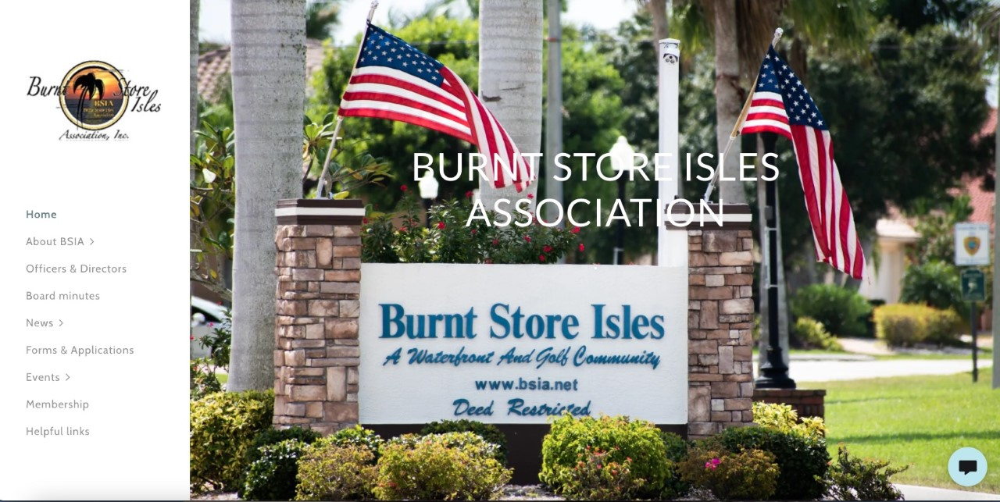 Burnt Store
Isles
BSIA
Association, Inc.
Home
About BSIA
Officers & Directors
Board minutes
News
Forms & Applications
Events
Membership
Helpful links
BURNT STORE ISLES
ASSOCIATION
Burnt Store Isles
A Waterfront And Golf Community
www.bsia.net
Deed Restricted